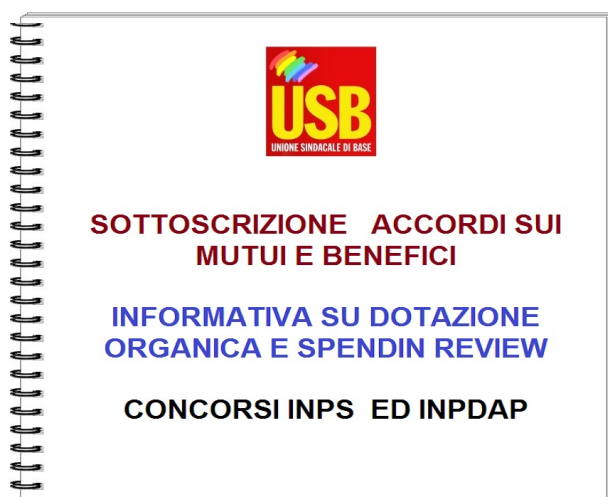 USB
UNIONE SINDACALE DI BASE
SOTTOSCRIZIONE ACCORDI SUI
MUTUI E BENEFICI
INFORMATIVA SU DOTAZIONE
ORGANICA E SPENDIN REVIEW
CONCORSI INPS ED INPDAP